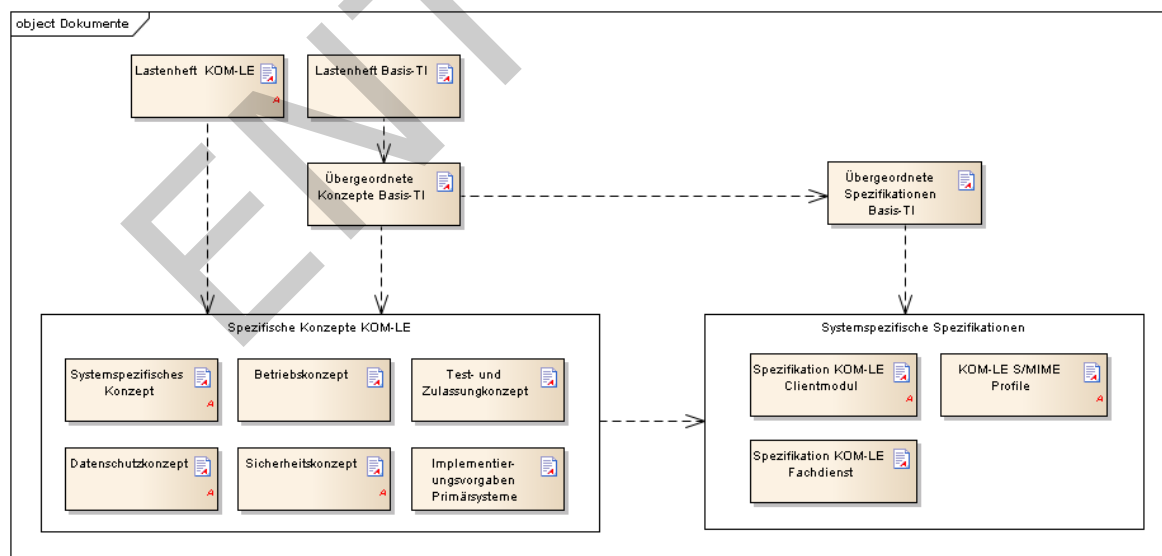 object Dokumente
Lastenheft KOM-LE
A
Lastenheft Basis-TI
Übergeordnete
Konzepte Basis-TI
Übergeordnete
Spezifikationen
Basis-TI
Spezifische Konzepte KOM-LE
Systemspezifisches
Konzept
A
Betriebskonzept
Test- und
Zulassungkonzept
Datenschutzkonzept
A
Sicherheitskonzept
A
Implementier-
ungsvorgaben
Primärsysteme
Systemspezifische Spezifikationen
Spezifikation KOM-LE
Clientmodul
A
KOM-LE S/MIME
Profile
A
Spezifikation KOM-LE
Fachdienst
ENT